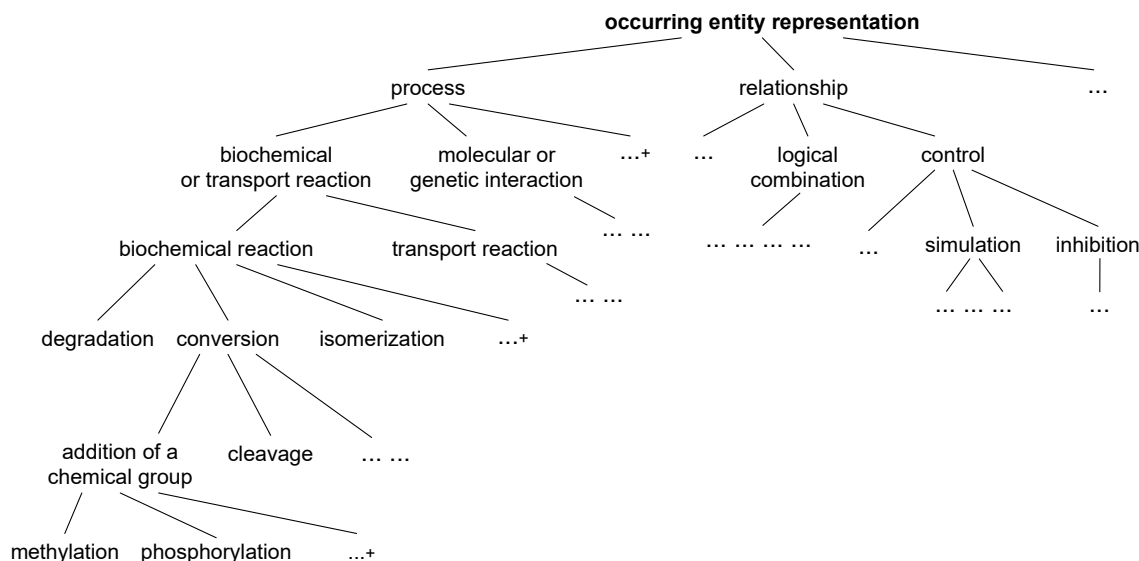 occurring entity representation
process
relationship
...
biochemical
or transport reaction
molecular or
genetic interaction
...+
...
logical
combination
control
biochemical reaction
transport reaction
... ...
... ... ... ...
...
simulation
inhibition
... ...
... ... ...
...
degradation
conversion
isomerization
...+
addition of a
chemical group
cleavage
... ...
methylation
phosphorylation
...+